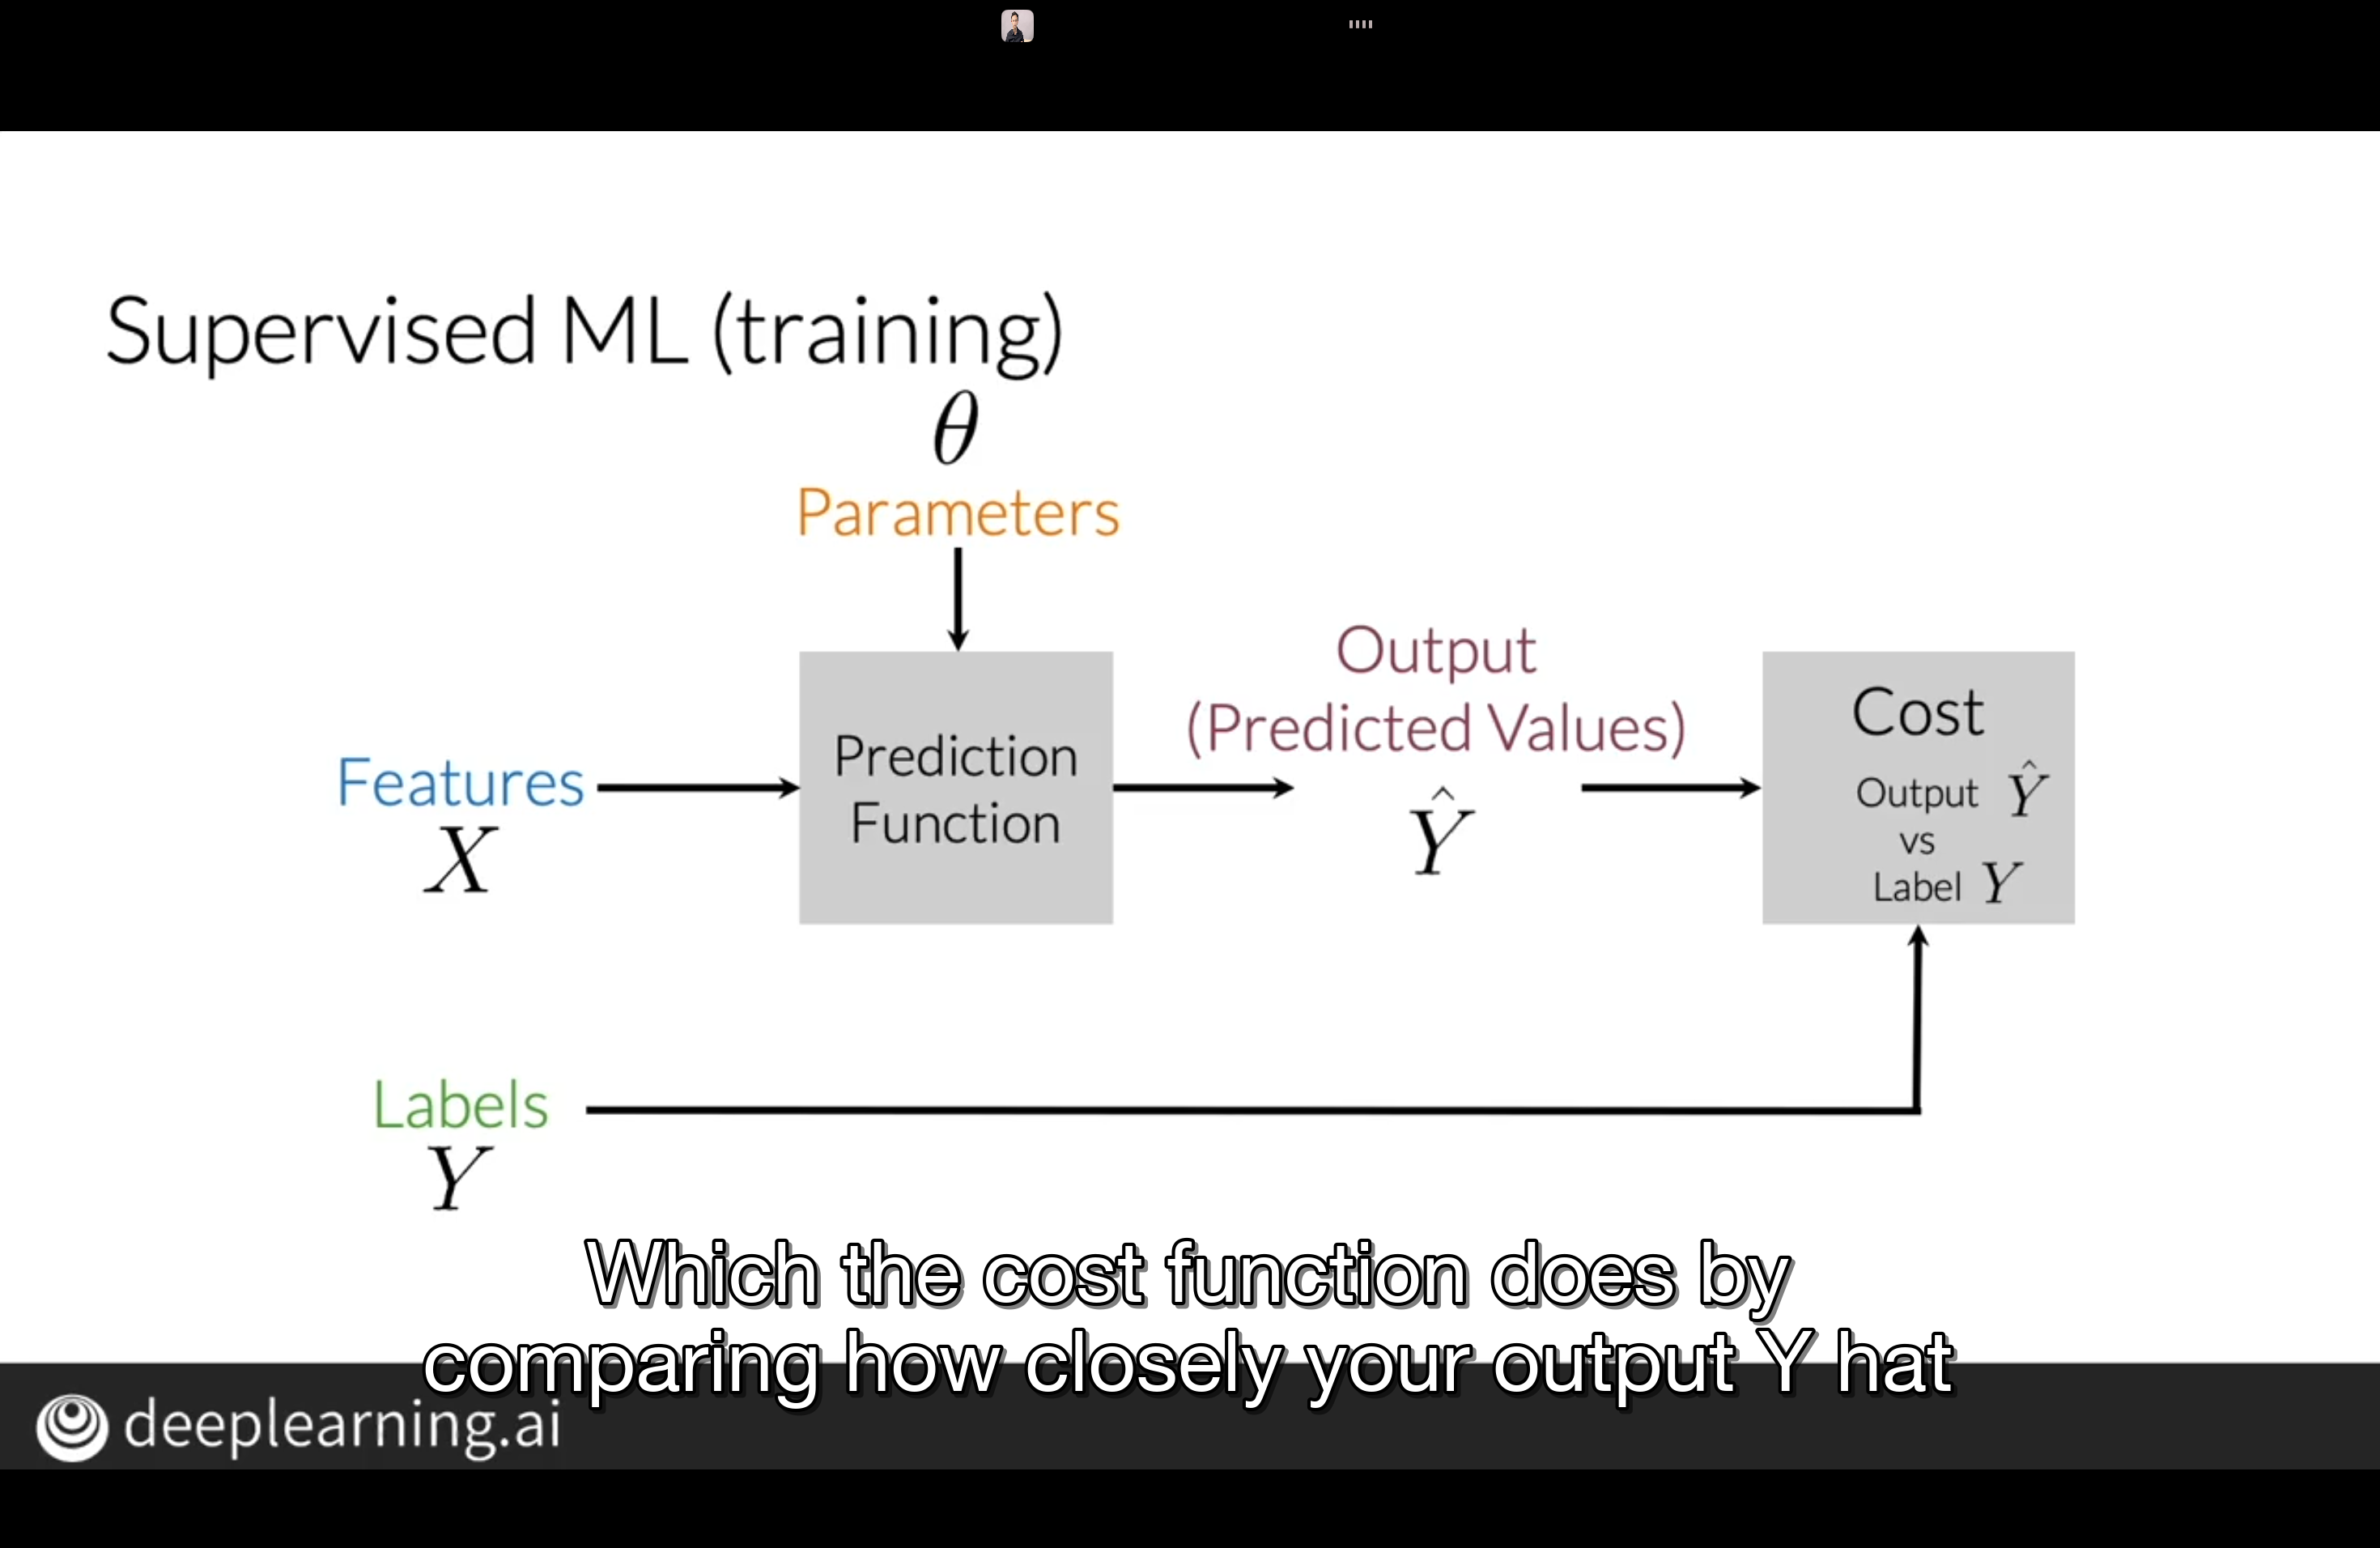 Supervised ML (training)
θ
Parameters
Features
X
Prediction
Function
Output
(Predicted Values)
Ŷ
Cost
Output Ŷ
vs
Label Y
Labels
Y
Which the cost function does by
comparing how closely your output Y hat
deeplearning.ai